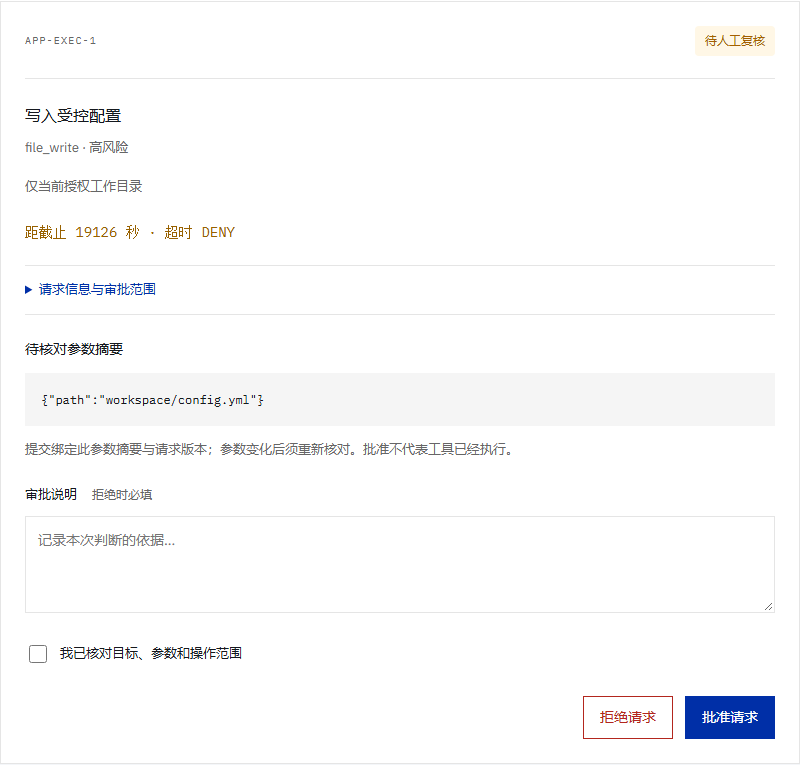 APP-EXEC-1
待人工复核
写入受控配置
file_write · 高风险
仅当前授权工作目录
距截止 19126 秒 · 超时 DENY
请求信息与审批范围
待核对参数摘要
{"path":"workspace/config.yml"}
提交绑定此参数摘要与请求版本；参数变化后须重新核对。批准不代表工具已经执行。
审批说明 拒绝时必填
记录本次判断的依据…
我已核对目标、参数和操作范围
拒绝请求 批准请求